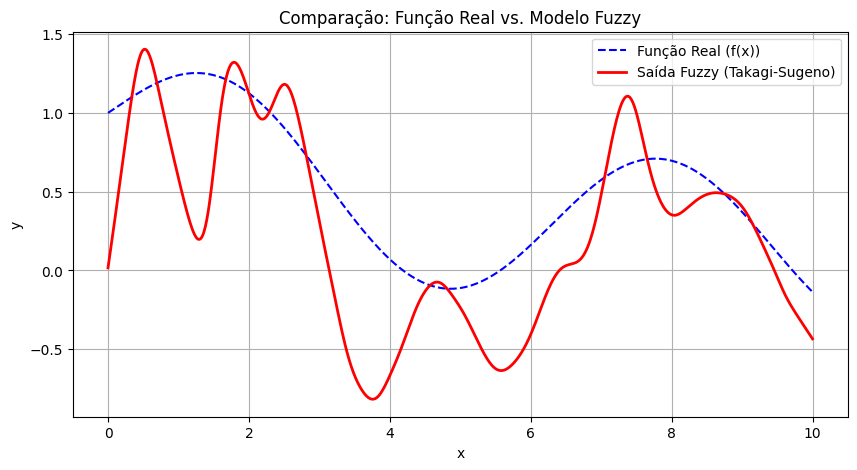 Comparação: Função Real vs. Modelo Fuzzy
Função Real (f(x))
Saída Fuzzy (Takagi-Sugeno)
1.5
1.0
0.5
0.0
−0.5
y
0 2 4 6 8 10
x